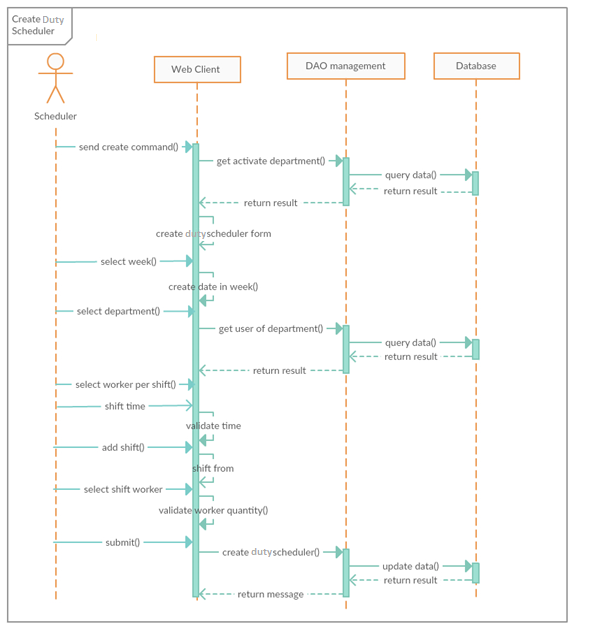 Create Duty
Scheduler
Web Client
DAO management
Database
Scheduler
send create command()
get activate department()
query data()
return result
return result
create dutyscheduler form
select week()
create date in week()
select department()
get user of department()
query data()
return result
return result
select worker per shift()
shift time
validate time
add shift()
shift from
select shift worker
validate worker quantity()
submit()
create dutyscheduler()
update data()
return result
return message